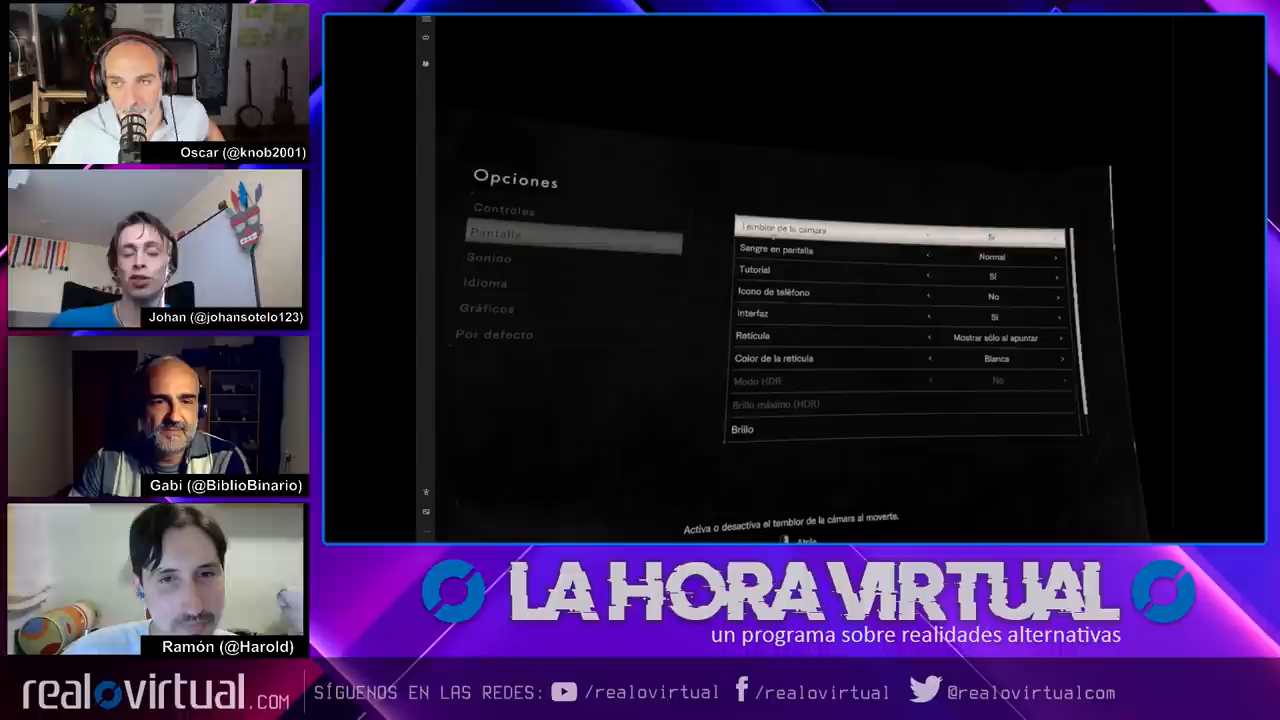 Oscar (@knob2001)
Johan (@johansotelo123)
Gabi (@BiblioBinario)
Ramón (@Harold)
Opciones
Controles
Pantalla
Sonido
Idioma
Gráficos
Por defecto
Temblor de la cámara Sí
Sangre en pantalla Normal
Tutorial Sí
Icono de teléfono No
Interfaz Sí
Retícula Mostrar sólo al apuntar
Color de la retícula Blanca
Modo HDR No
Brillo máximo (HDR)
Brillo
Activa o desactiva el temblor de la cámara al moverte.
Atrás
LA HORA VIRTUAL
un programa sobre realidades alternativas
realovirtual.com
SÍGUENOS EN LAS REDES: /realovirtual /realovirtual @realovirtual